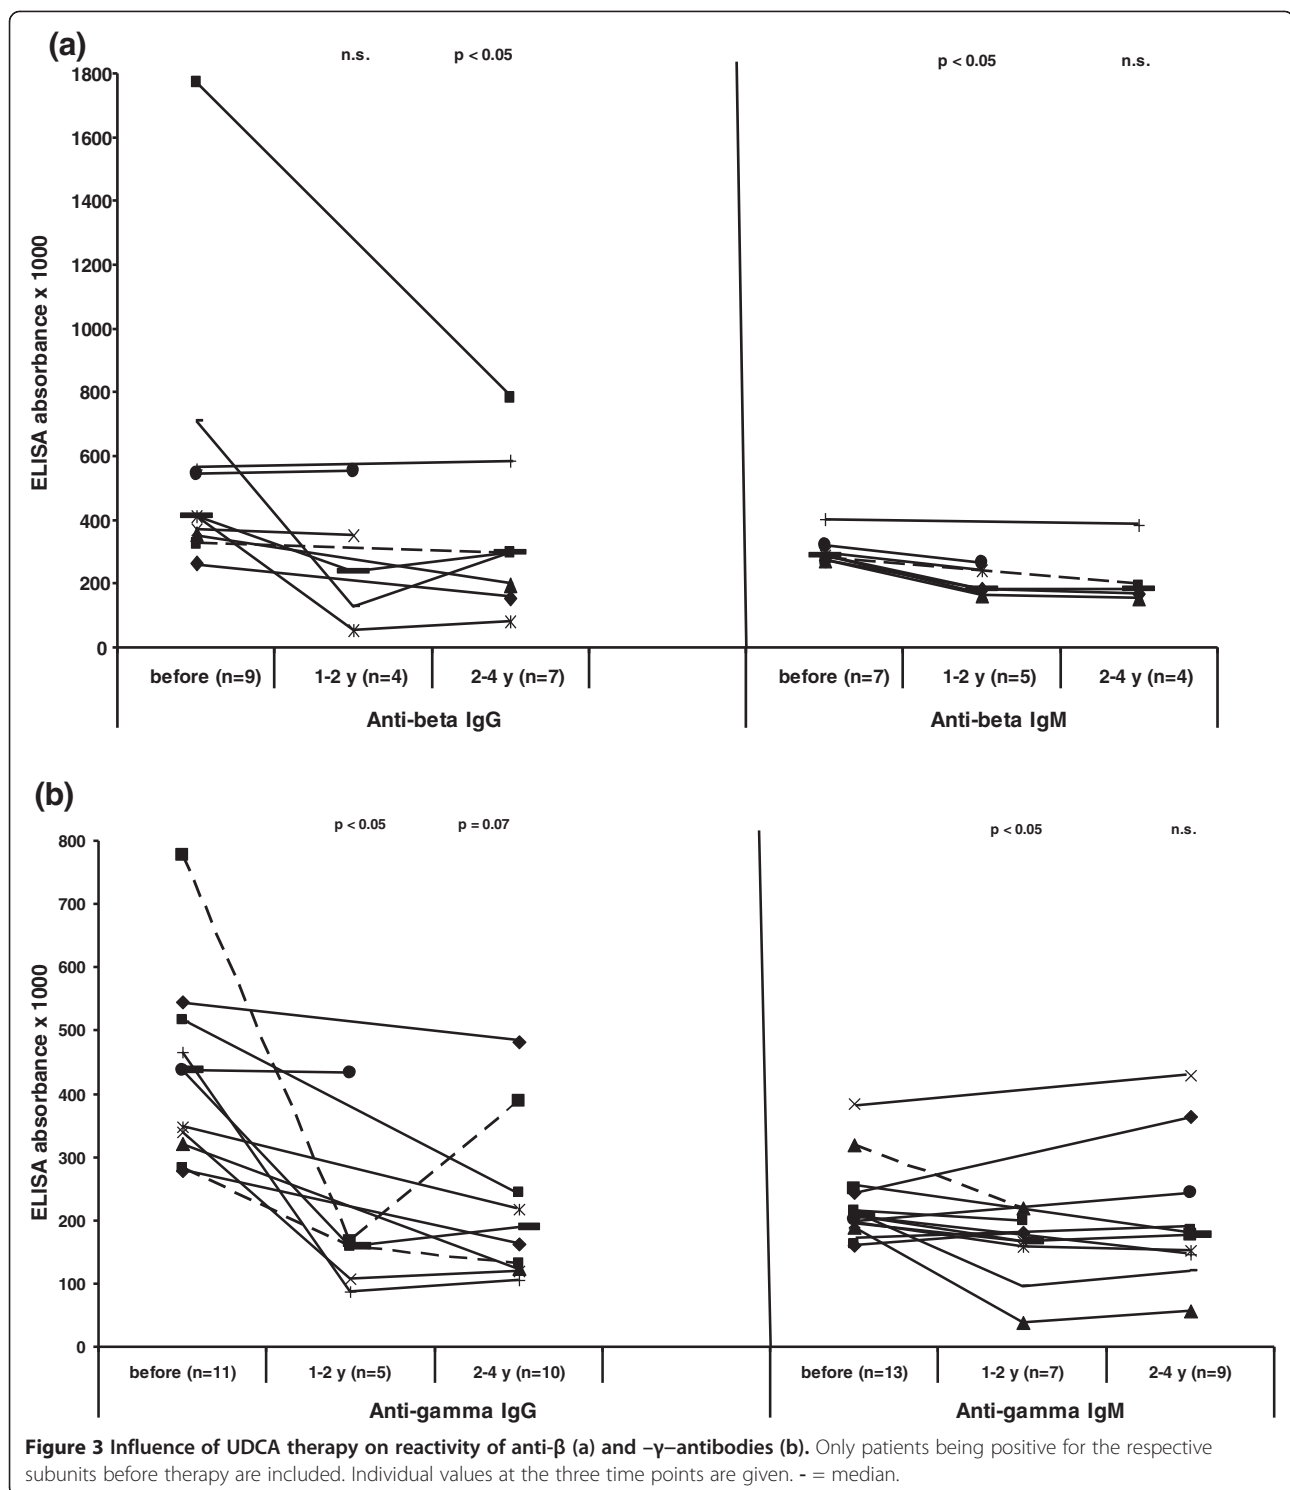 (a)
n.s. p < 0.05 p < 0.05 n.s.
1800
1600
1400
1200
1000
800
600
400
200
0
ELISA absorbance x 1000
before (n=9) 1-2 y (n=4) 2-4 y (n=7) before (n=7) 1-2 y (n=5) 2-4 y (n=4)
Anti-beta IgG Anti-beta IgM
(b)
p < 0.05 p = 0.07 p < 0.05 n.s.
800
700
600
500
400
300
200
100
0
ELISA absorbance x 1000
before (n=11) 1-2 y (n=5) 2-4 y (n=10) before (n=13) 1-2 y (n=7) 2-4 y (n=9)
Anti-gamma IgG Anti-gamma IgM
Figure 3 Influence of UDCA therapy on reactivity of anti-β (a) and –γ–antibodies (b). Only patients being positive for the respective
subunits before therapy are included. Individual values at the three time points are given. - = median.